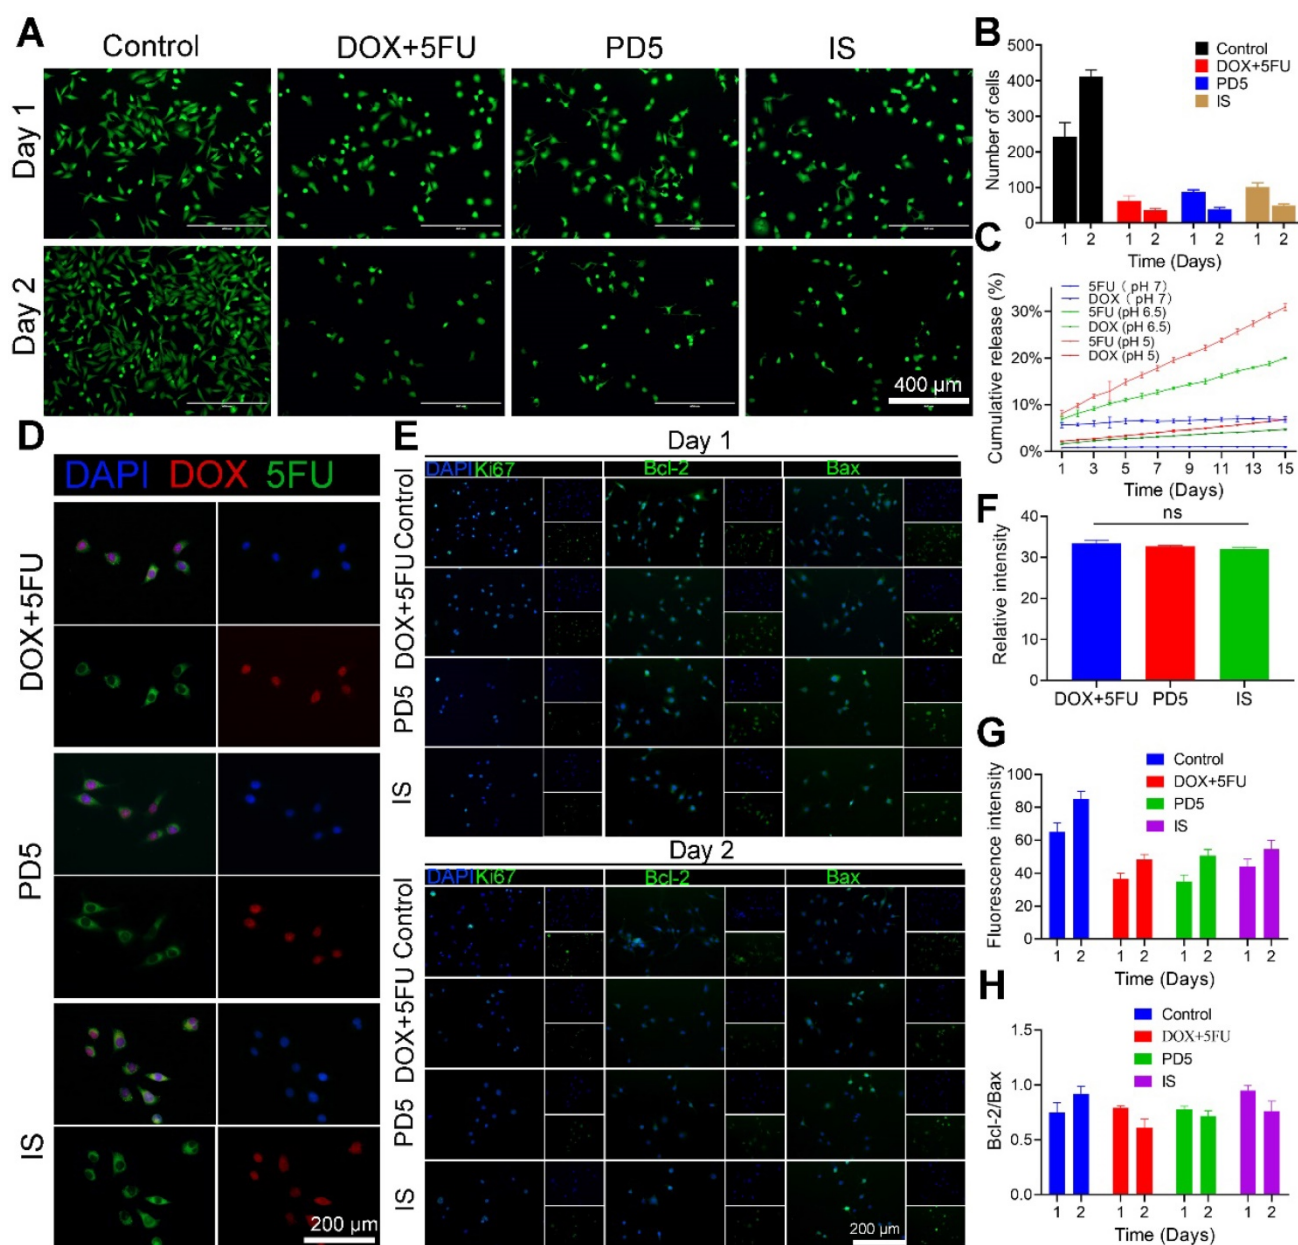 A
Control DOX+5FU PD5 IS
Day 1
Day 2
400 µm
B
500
400
300
200
100
0
Number of cells
Control
DOX+5FU
PD5
IS
1 2 1 2 1 2 1 2
Time (Days)
C
Cumulative release (%)
30%
20%
10%
0%
5FU ( pH 7)
DOX ( pH 7)
5FU (pH 6.5)
DOX (pH 6.5)
5FU (pH 5)
DOX (pH 5)
1 3 5 7 9 11 13 15
Time (Days)
D
DAPI DOX 5FU
DOX+5FU
PD5
IS
200 µm
E
Day 1
DAPI Ki67 Bcl-2 Bax
Control
DOX+5FU
PD5
IS
Day 2
DAPI Ki67 Bcl-2 Bax
Control
DOX+5FU
PD5
IS
200 µm
F
40
30
20
10
0
Relative intensity
ns
DOX+5FU PD5 IS
G
Control
DOX+5FU
PD5
IS
100
80
60
40
20
0
Fluorescence intensity
1 2 1 2 1 2 1 2
Time (Days)
H
Control
DOX+5FU
PD5
IS
1.5
1.0
0.5
0.0
Bcl-2/Bax
1 2 1 2 1 2 1 2
Time (Days)